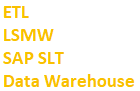 ETL
LSMW
SAP SLT
Data Warehouse